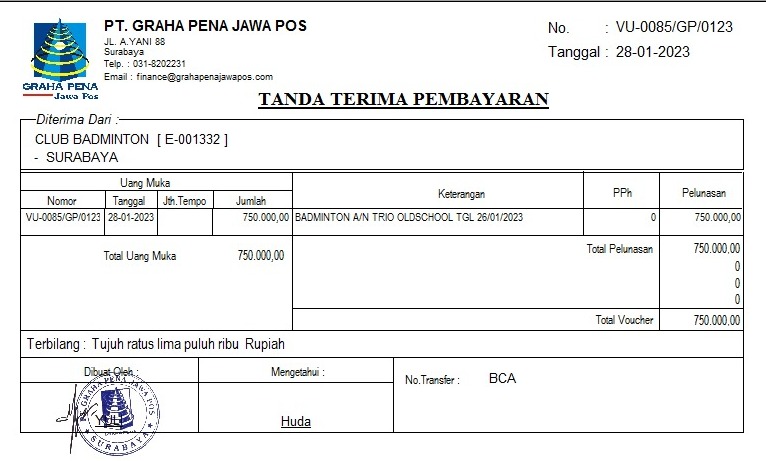 GRAHA PENA
Jawa Pos
PT. GRAHA PENA JAWA POS
JL. A.YANI 88
Surabaya
Telp. : 031-8202231
Email : finance@grahapenajawapos.com
No. : VU-0085/GP/0123
Tanggal : 28-01-2023
TANDA TERIMA PEMBAYARAN
Diterima Dari :
CLUB BADMINTON [ E-001332 ]
- SURABAYA
Uang Muka Keterangan PPh Pelunasan
Nomor Tanggal Jth.Tempo Jumlah
VU-0085/GP/0123 28-01-2023 750.000,00 BADMINTON A/N TRIO OLDSCHOOL TGL 26/01/2023 0 750.000,00
Total Uang Muka 750.000,00 Total Pelunasan 750.000,00
0
0
0
Total Voucher 750.000,00
Terbilang : Tujuh ratus lima puluh ribu Rupiah
Dibuat Oleh : Mengetahui : No.Transfer : BCA
PT. GRAHA PENA JAWA POS
YULI
SURABAYA
Huda